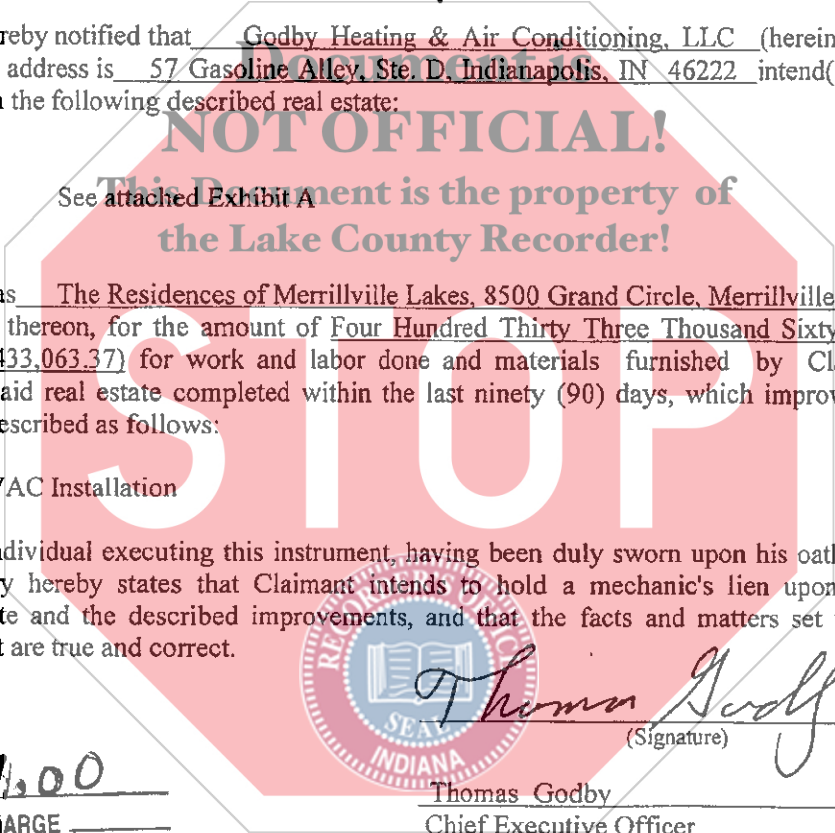 reby notified that Godby Heating & Air Conditioning, LLC (herein
address is 57 Gasoline Alley, Ste. D, Indianapolis, IN 46222 intend(
the following described real estate:
Document is
NOT OFFICIAL!
This Document is the property of
the Lake County Recorder!
See attached Exhibit A
as The Residences of Merrillville Lakes, 8500 Grand Circle, Merrillville
thereon, for the amount of Four Hundred Thirty Three Thousand Sixty
433,063.37) for work and labor done and materials furnished by Cl
aid real estate completed within the last ninety (90) days, which improv
escribed as follows:
STOP
AC Installation
dividual executing this instrument, having been duly sworn upon his oath
y hereby states that Claimant intends to hold a mechanic's lien upon
te and the described improvements, and that the facts and matters set
t are true and correct.
RECORDER'S OFFICE
SEAL
INDIANA
Thomas Godby
(Signature)
.00
Thomas Godby
ARGE
Chief Executive Officer